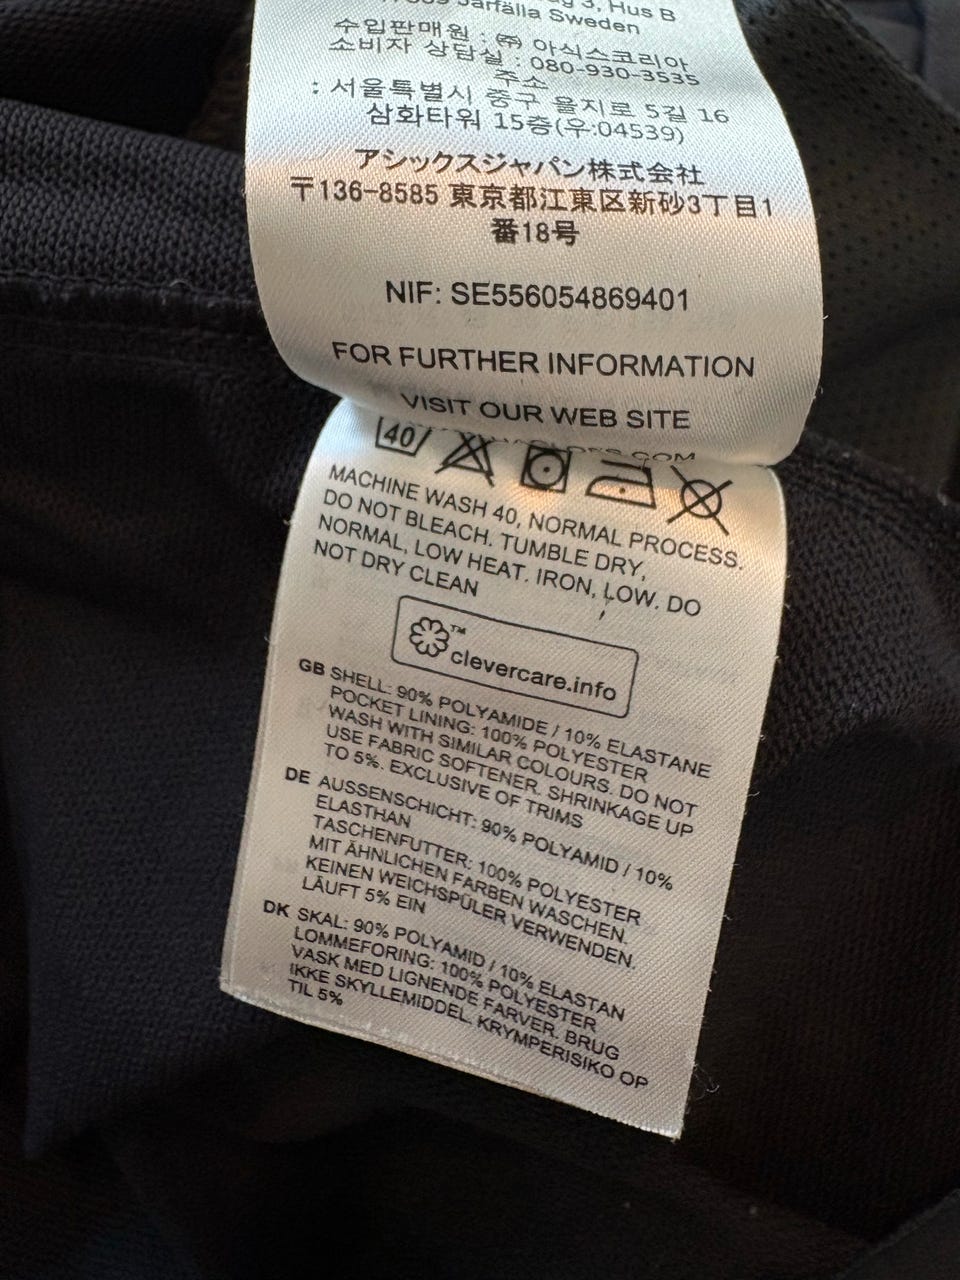 3, Hus B
Järfälla Sweden
수입판매원 : ㈜ 아식스코리아
소비자 상담실 : 080-930-3535
주소
: 서울특별시 중구 을지로 5길 16
삼화타워 15층(우:04539)
アシックスジャパン株式会社
〒136-8585 東京都江東区新砂3丁目1
番18号
NIF: SE556054869401
FOR FURTHER INFORMATION
VISIT OUR WEB SITE
40
MACHINE WASH 40, NORMAL PROCESS.
DO NOT BLEACH. TUMBLE DRY,
NORMAL, LOW HEAT. IRON, LOW. DO
NOT DRY CLEAN
™
clevercare.info
GB SHELL: 90% POLYAMIDE / 10% ELASTANE
POCKET LINING: 100% POLYESTER
WASH WITH SIMILAR COLOURS. DO NOT
USE FABRIC SOFTENER. SHRINKAGE UP
TO 5%. EXCLUSIVE OF TRIMS
DE AUSSENSCHICHT: 90% POLYAMID / 10%
ELASTHAN
TASCHENFUTTER: 100% POLYESTER
MIT ÄHNLICHEN FARBEN WASCHEN.
KEINEN WEICHSPÜLER VERWENDEN.
LÄUFT 5% EIN
DK SKAL: 90% POLYAMID / 10% ELASTAN
LOMMEFORING: 100% POLYESTER
VASK MED LIGNENDE FARVER. BRUG
IKKE SKYLLEMIDDEL. KRYMPERISIKO OP
TIL 5%